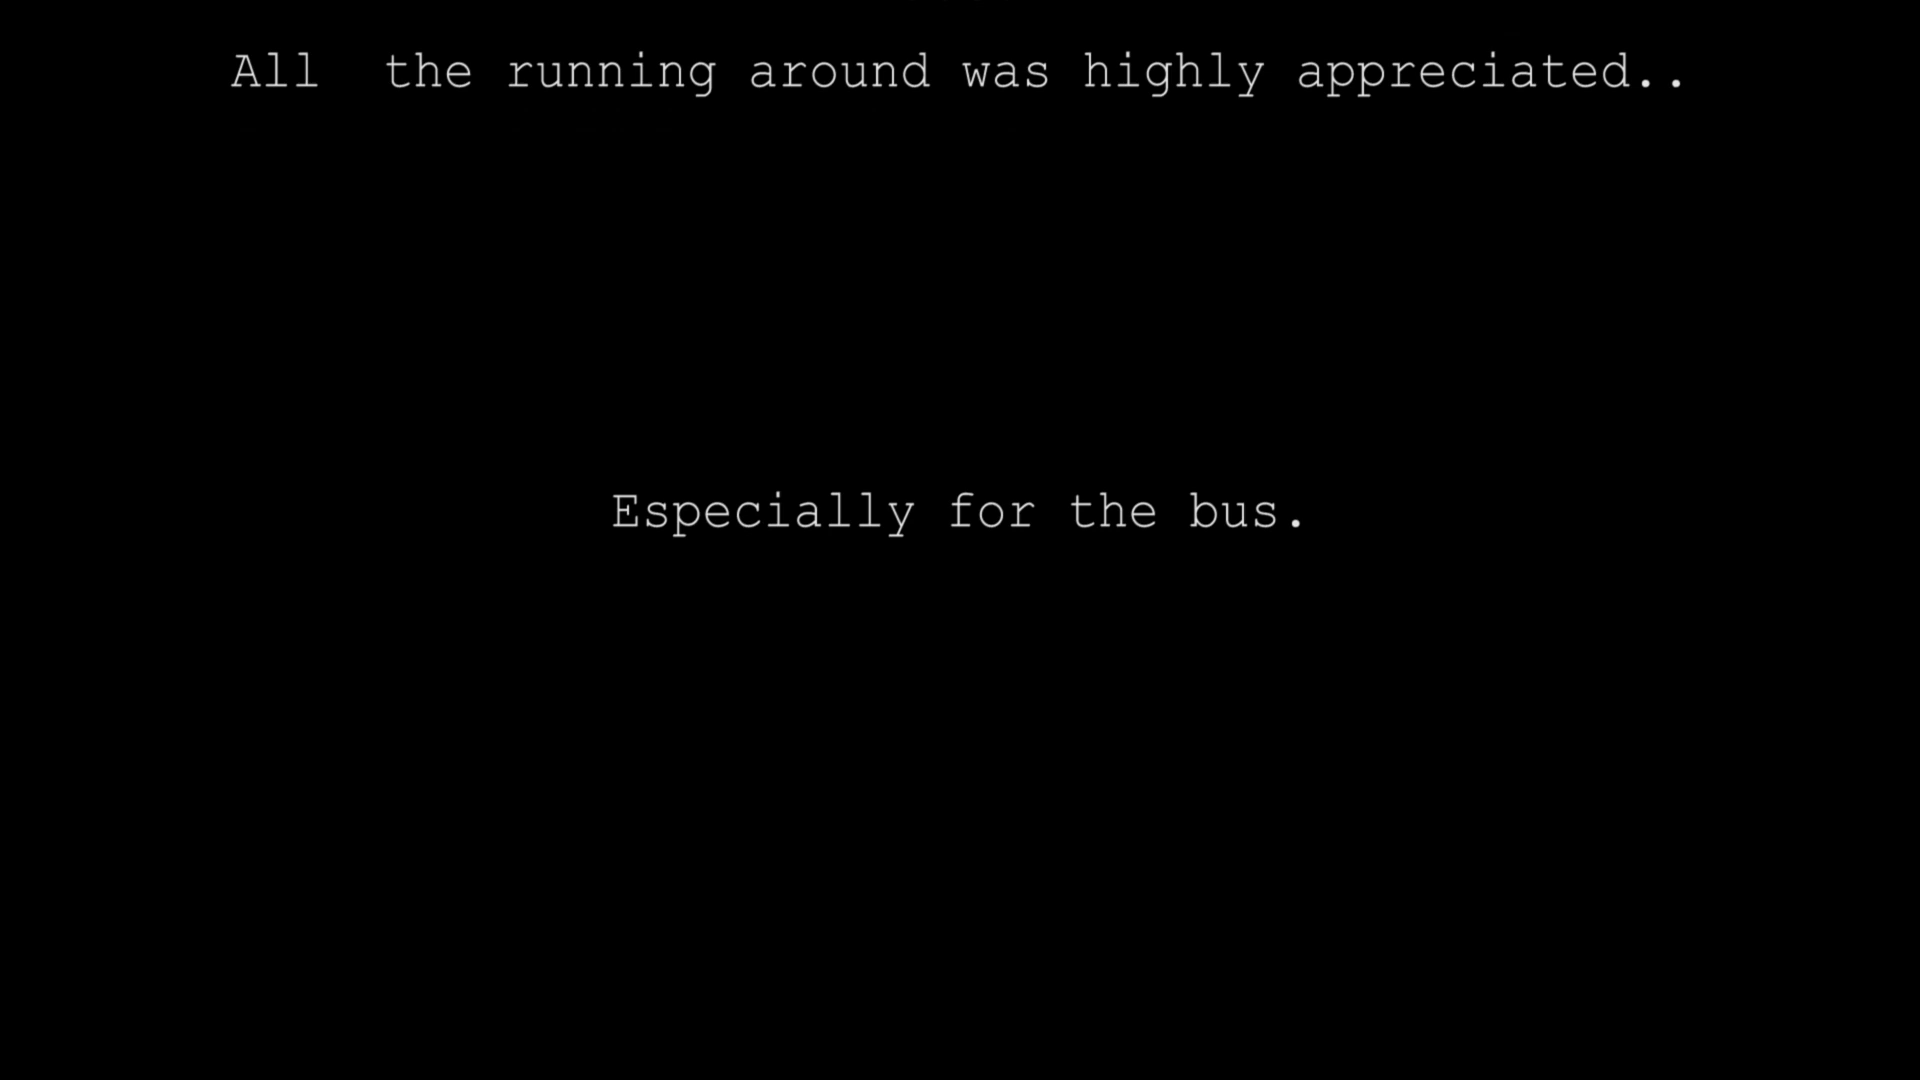 All  the running around was highly appreciated..
Especially for the bus.